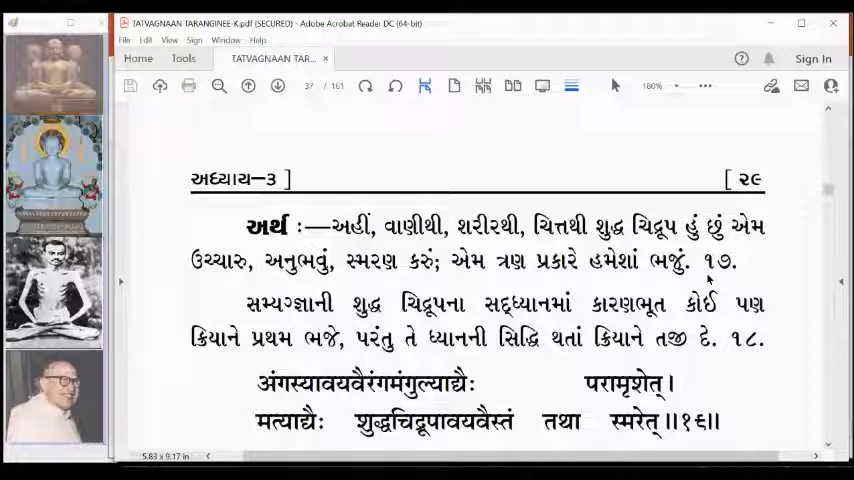 TATVAGNAAN TARANGINEE-K.pdf (SECURED) - Adobe Acrobat Reader DC (64-bit)
File Edit View Sign Window Help
Home Tools TATVAGNAAN TAR... × Sign In
37 / 161 180%
અધ્યાય-૩ ] [ ૨૯
અર્થ :—અહીં, વાણીથી, શરીરથી, ચિત્તથી શુદ્ધ ચિદ્રૂપ હું છું એમ
ઉચ્ચારુ, અનુભવું, સ્મરણ કરું; એમ ત્રણ પ્રકારે હમેશાં ભજું. ૧૭.
સમ્યગ્જ્ઞાની શુદ્ધ ચિદ્રૂપના સદ્ધ્યાનમાં કારણભૂત કોઈ પણ
ક્રિયાને પ્રથમ ભજે, પરંતુ તે ધ્યાનની સિદ્ધિ થતાં ક્રિયાને તજી દે. ૧૮.
अंगस्यावयवैरंगमंगुल्याद्यैः परामृशेत् ।
मत्याद्यैः शुद्धचिद्रूपावयवैस्तं तथा स्मरेत् ॥१९॥
5.83 x 9.17 in